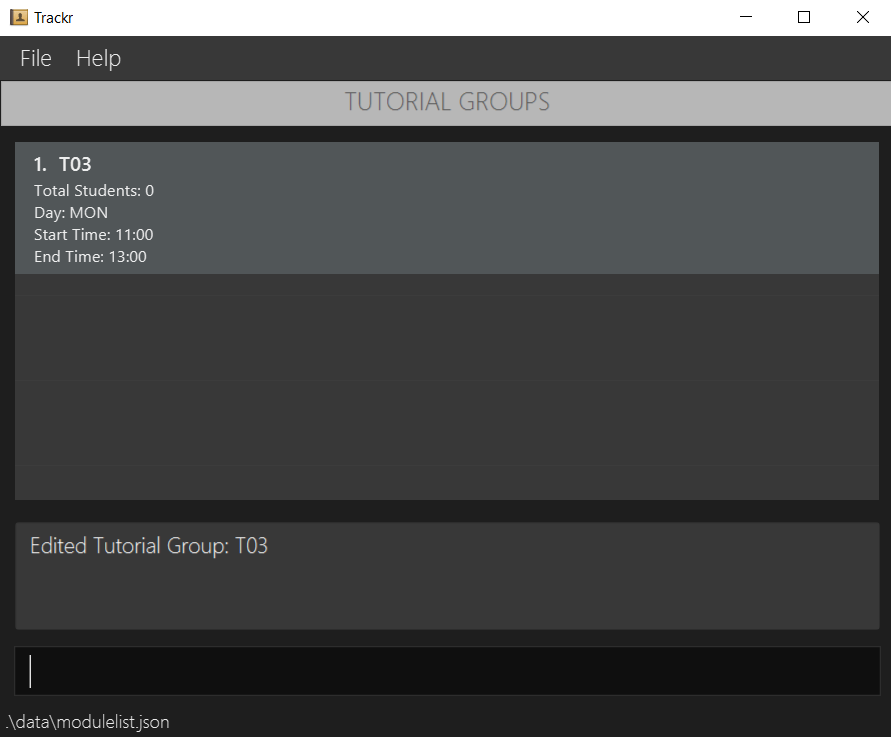 Trackr
File Help
TUTORIAL GROUPS
1. T03
Total Students: 0
Day: MON
Start Time: 11:00
End Time: 13:00
Edited Tutorial Group: T03
.\data\modulelist.json